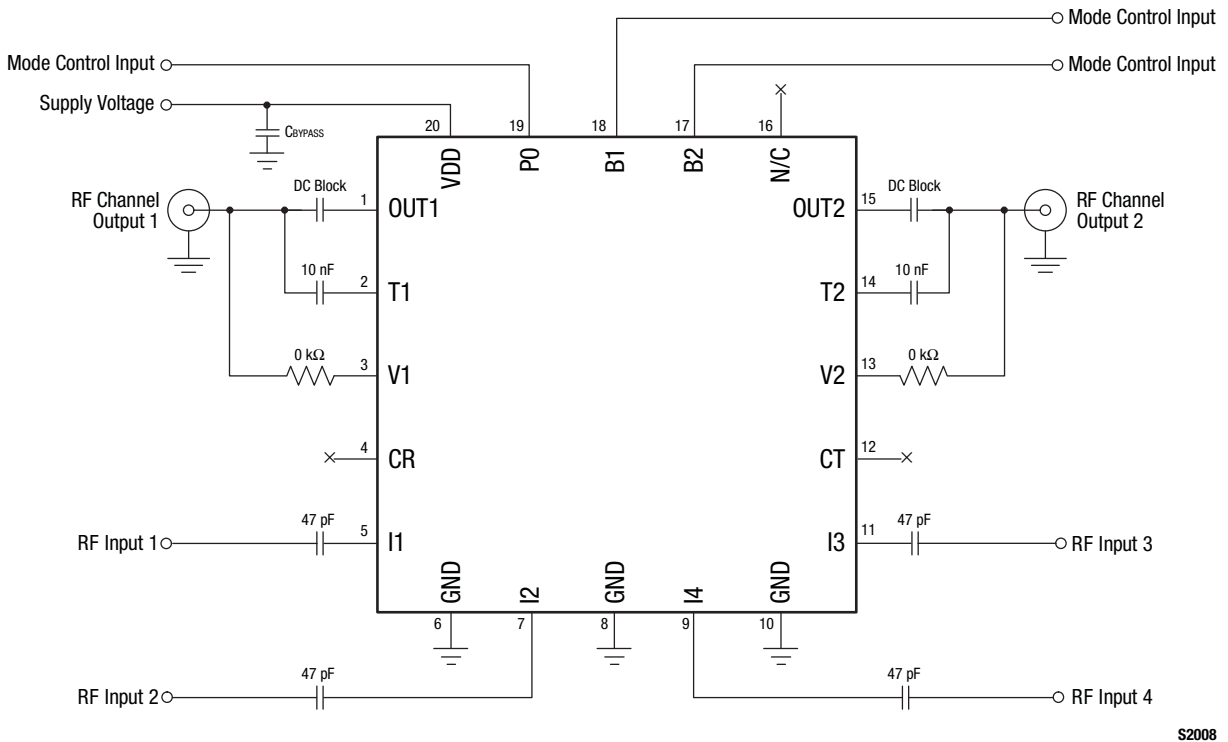 Mode Control Input
Mode Control Input
Mode Control Input
Supply Voltage
CBYPASS
20
19
18
17
16
VDD
P0
B1
B2
N/C
RF Channel
Output 1
DC Block
1
OUT1
OUT2
15
DC Block
RF Channel
Output 2
10 nF
2
T1
T2
14
10 nF
0 kΩ
3
V1
V2
13
0 kΩ
4
CR
CT
12
RF Input 1
47 pF
5
I1
I3
11
47 pF
RF Input 3
GND
I2
GND
I4
GND
6
7
8
9
10
RF Input 2
47 pF
47 pF
RF Input 4
S2008